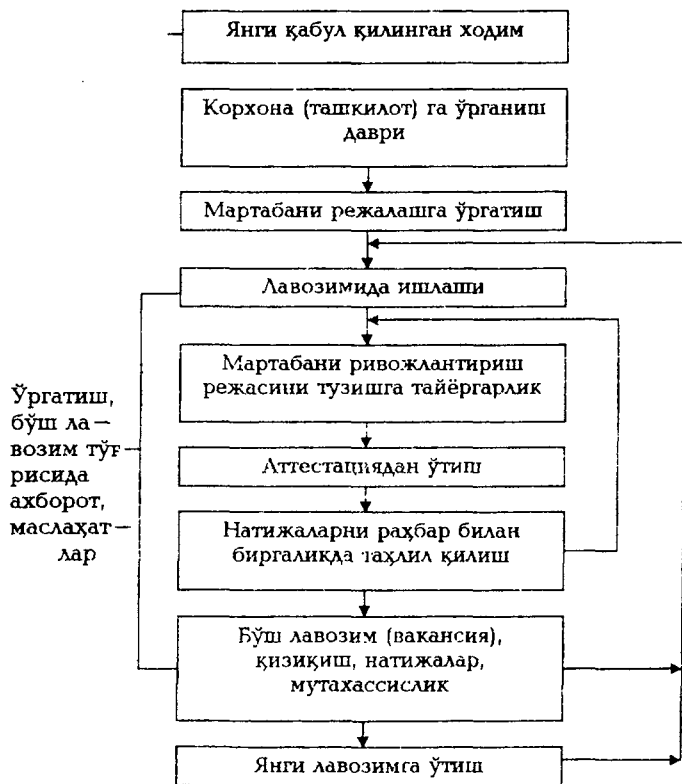 Янги қабул қилинган ходим
Корхона (ташкилот) га ўрганиш
даври
Мартабани режалашга ўргатиш
Лавозимида ишлаши
Мартабани ривожлантириш
режасини тузишга тайёргарлик
Ўргатиш,
бўш ла—
возим тўғ—
рисида
ахборот,
маслаҳат—
лар
Аттестациядан ўтиш
Натижаларни раҳбар билан
биргаликда таҳлил қилиш
Бўш лавозим (вакансия),
қизиқиш, натижалар,
мутахассислик
Янги лавозимга ўтиш